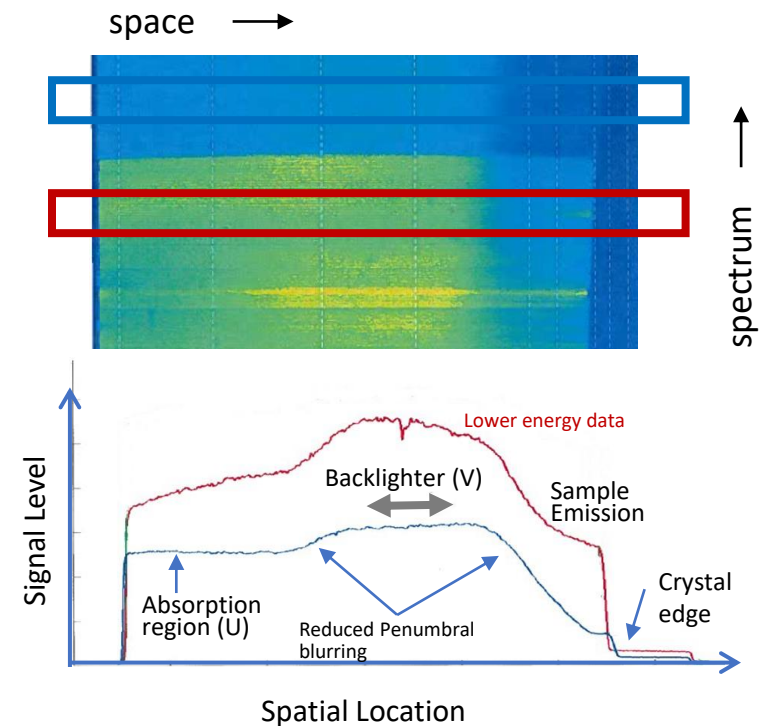 space
spectrum
Lower energy data
Backlighter (V)
Sample
Emission
Signal Level
Absorption
region (U)
Reduced Penumbral
blurring
Crystal
edge
Spatial Location